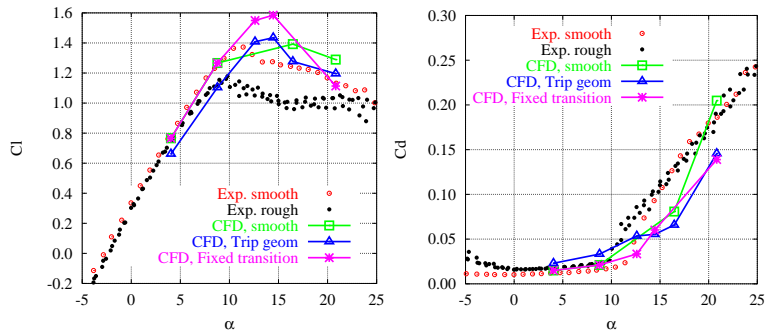 1.6
1.4
1.2
1.0
0.8
0.6
0.4
0.2
0.0
-0.2
-5
0
5
10
15
20
25
Cl
α
Exp. smooth
Exp. rough
CFD, smooth
CFD, Trip geom
CFD, Fixed transition
0.30
0.25
0.20
0.15
0.10
0.05
0.00
-5
0
5
10
15
20
25
Cd
α
Exp. smooth
Exp. rough
CFD, smooth
CFD, Trip geom
CFD, Fixed transition